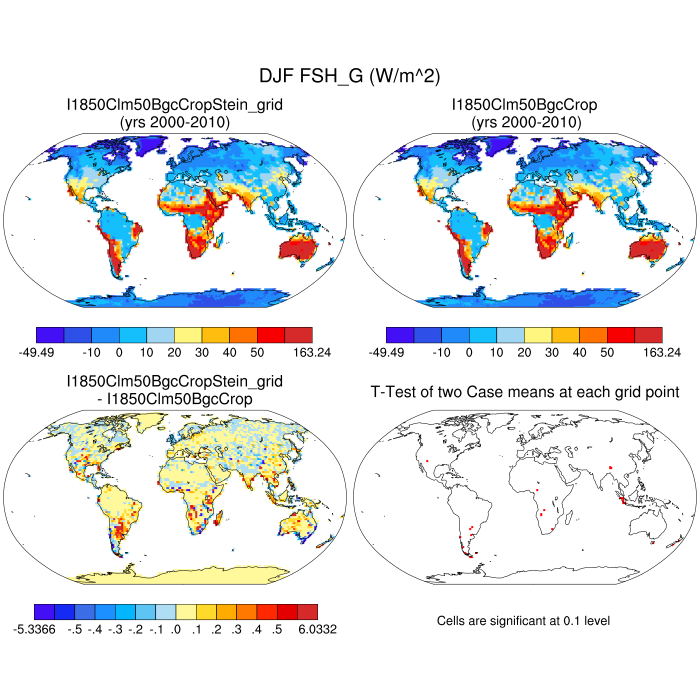 DJF FSH_G (W/m^2)
I1850Clm50BgcCropStein_grid
(yrs 2000-2010)
I1850Clm50BgcCrop
(yrs 2000-2010)
-49.49 -10 0 10 20 30 40 50 163.24
-49.49 -10 0 10 20 30 40 50 163.24
I1850Clm50BgcCropStein_grid
- I1850Clm50BgcCrop
T-Test of two Case means at each grid point
-5.3366 -.5 -.4 -.3 -.2 -.1 .0 .1 .2 .3 .4 .5 6.0332
Cells are significant at 0.1 level